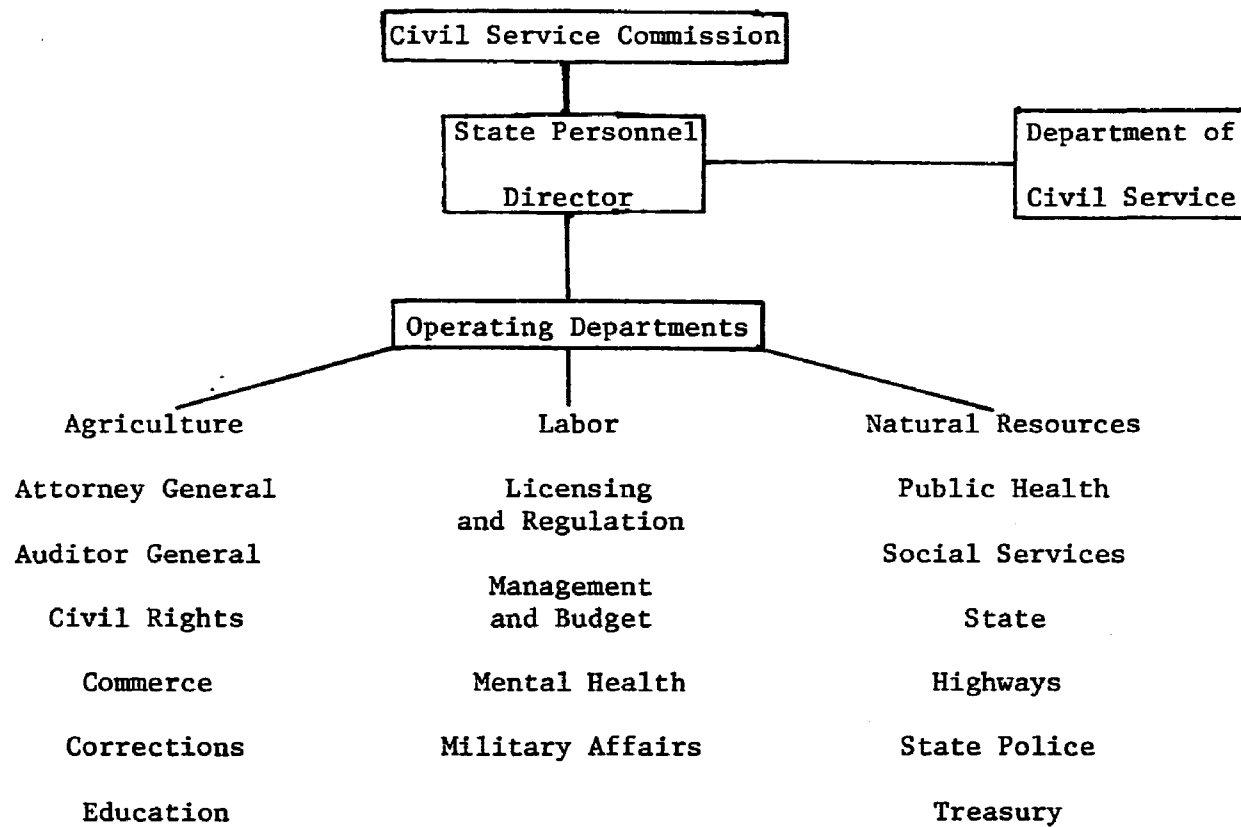 Civil Service Commission
State Personnel
Director
Department of
Civil Service
Operating Departments
Agriculture
Attorney General
Auditor General
Civil Rights
Commerce
Corrections
Education
Labor
Licensing
and Regulation
Management
and Budget
Mental Health
Military Affairs
Natural Resources
Public Health
Social Services
State
Highways
State Police
Treasury